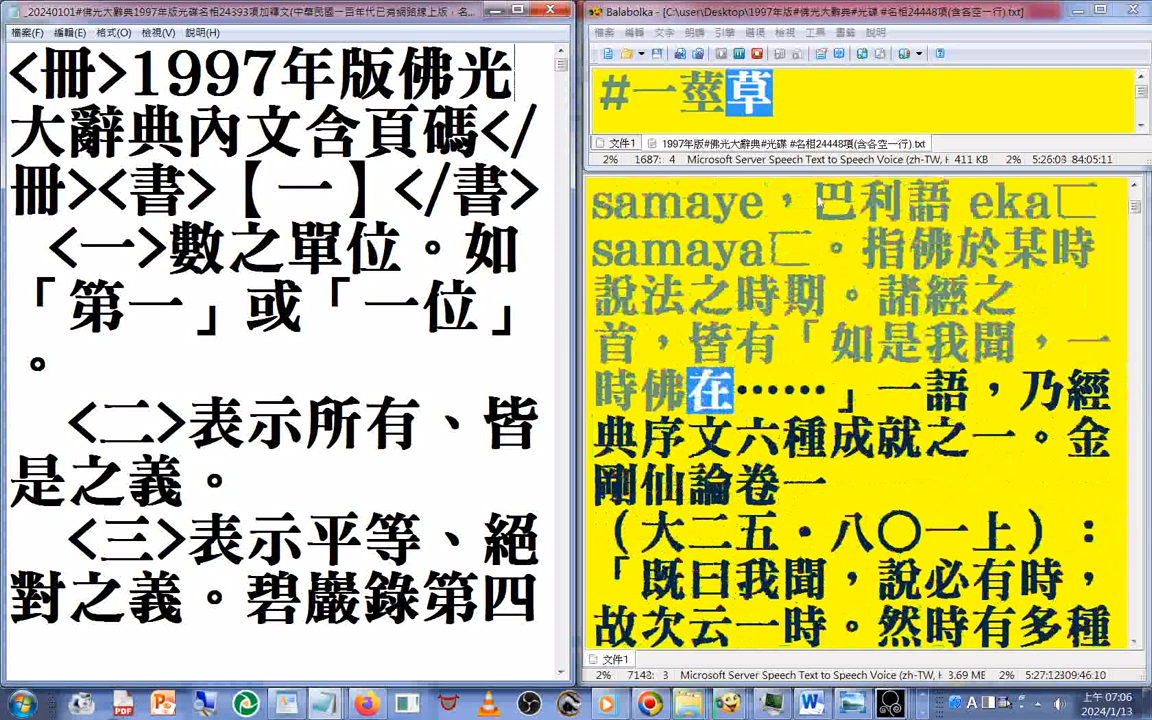 _20240101#佛光大辭典1997年版光碟名相24393項加釋文(中華民國一百年代已有網路線上版，名...
檔案(F) 編輯(E) 格式(O) 檢視(V) 說明(H)
<冊>1997年版佛光
大辭典內文含頁碼</
冊><書>【一】</書>
<一>數之單位。如
「第一」或「一位」
。
<二>表示所有、皆
是之義。
<三>表示平等、絕
對之義。碧巖錄第四
Balabolka - [C:\user\Desktop\1997年版#佛光大辭典#光碟 #名相24448項(含各空一行).txt]
檔案 編輯 文字 朗讀 引擎 選項 檢視 工具 書籤 說明
#一莖草
文件1 1997年版#佛光大辭典#光碟 #名相24448項(含各空一行).txt
2% 1687: 4 Microsoft Server Speech Text to Speech Voice (zh-TW, H 411 KB 2% 5:26:03 84:05:11
samaye，巴利語 eka匚
samaya匚。指佛於某時
說法之時期。諸經之
首，皆有「如是我聞，一
時佛在……」一語，乃經
典序文六種成就之一。金
剛仙論卷一
（大二五‧八〇一上）：
「既曰我聞，說必有時，
故次云一時。然時有多種
文件1
2% 7148: 3 Microsoft Server Speech Text to Speech Voice (zh-TW, H 3.69 MB 2% 5:27:12 809:46:10
上午 07:06
2024/1/13